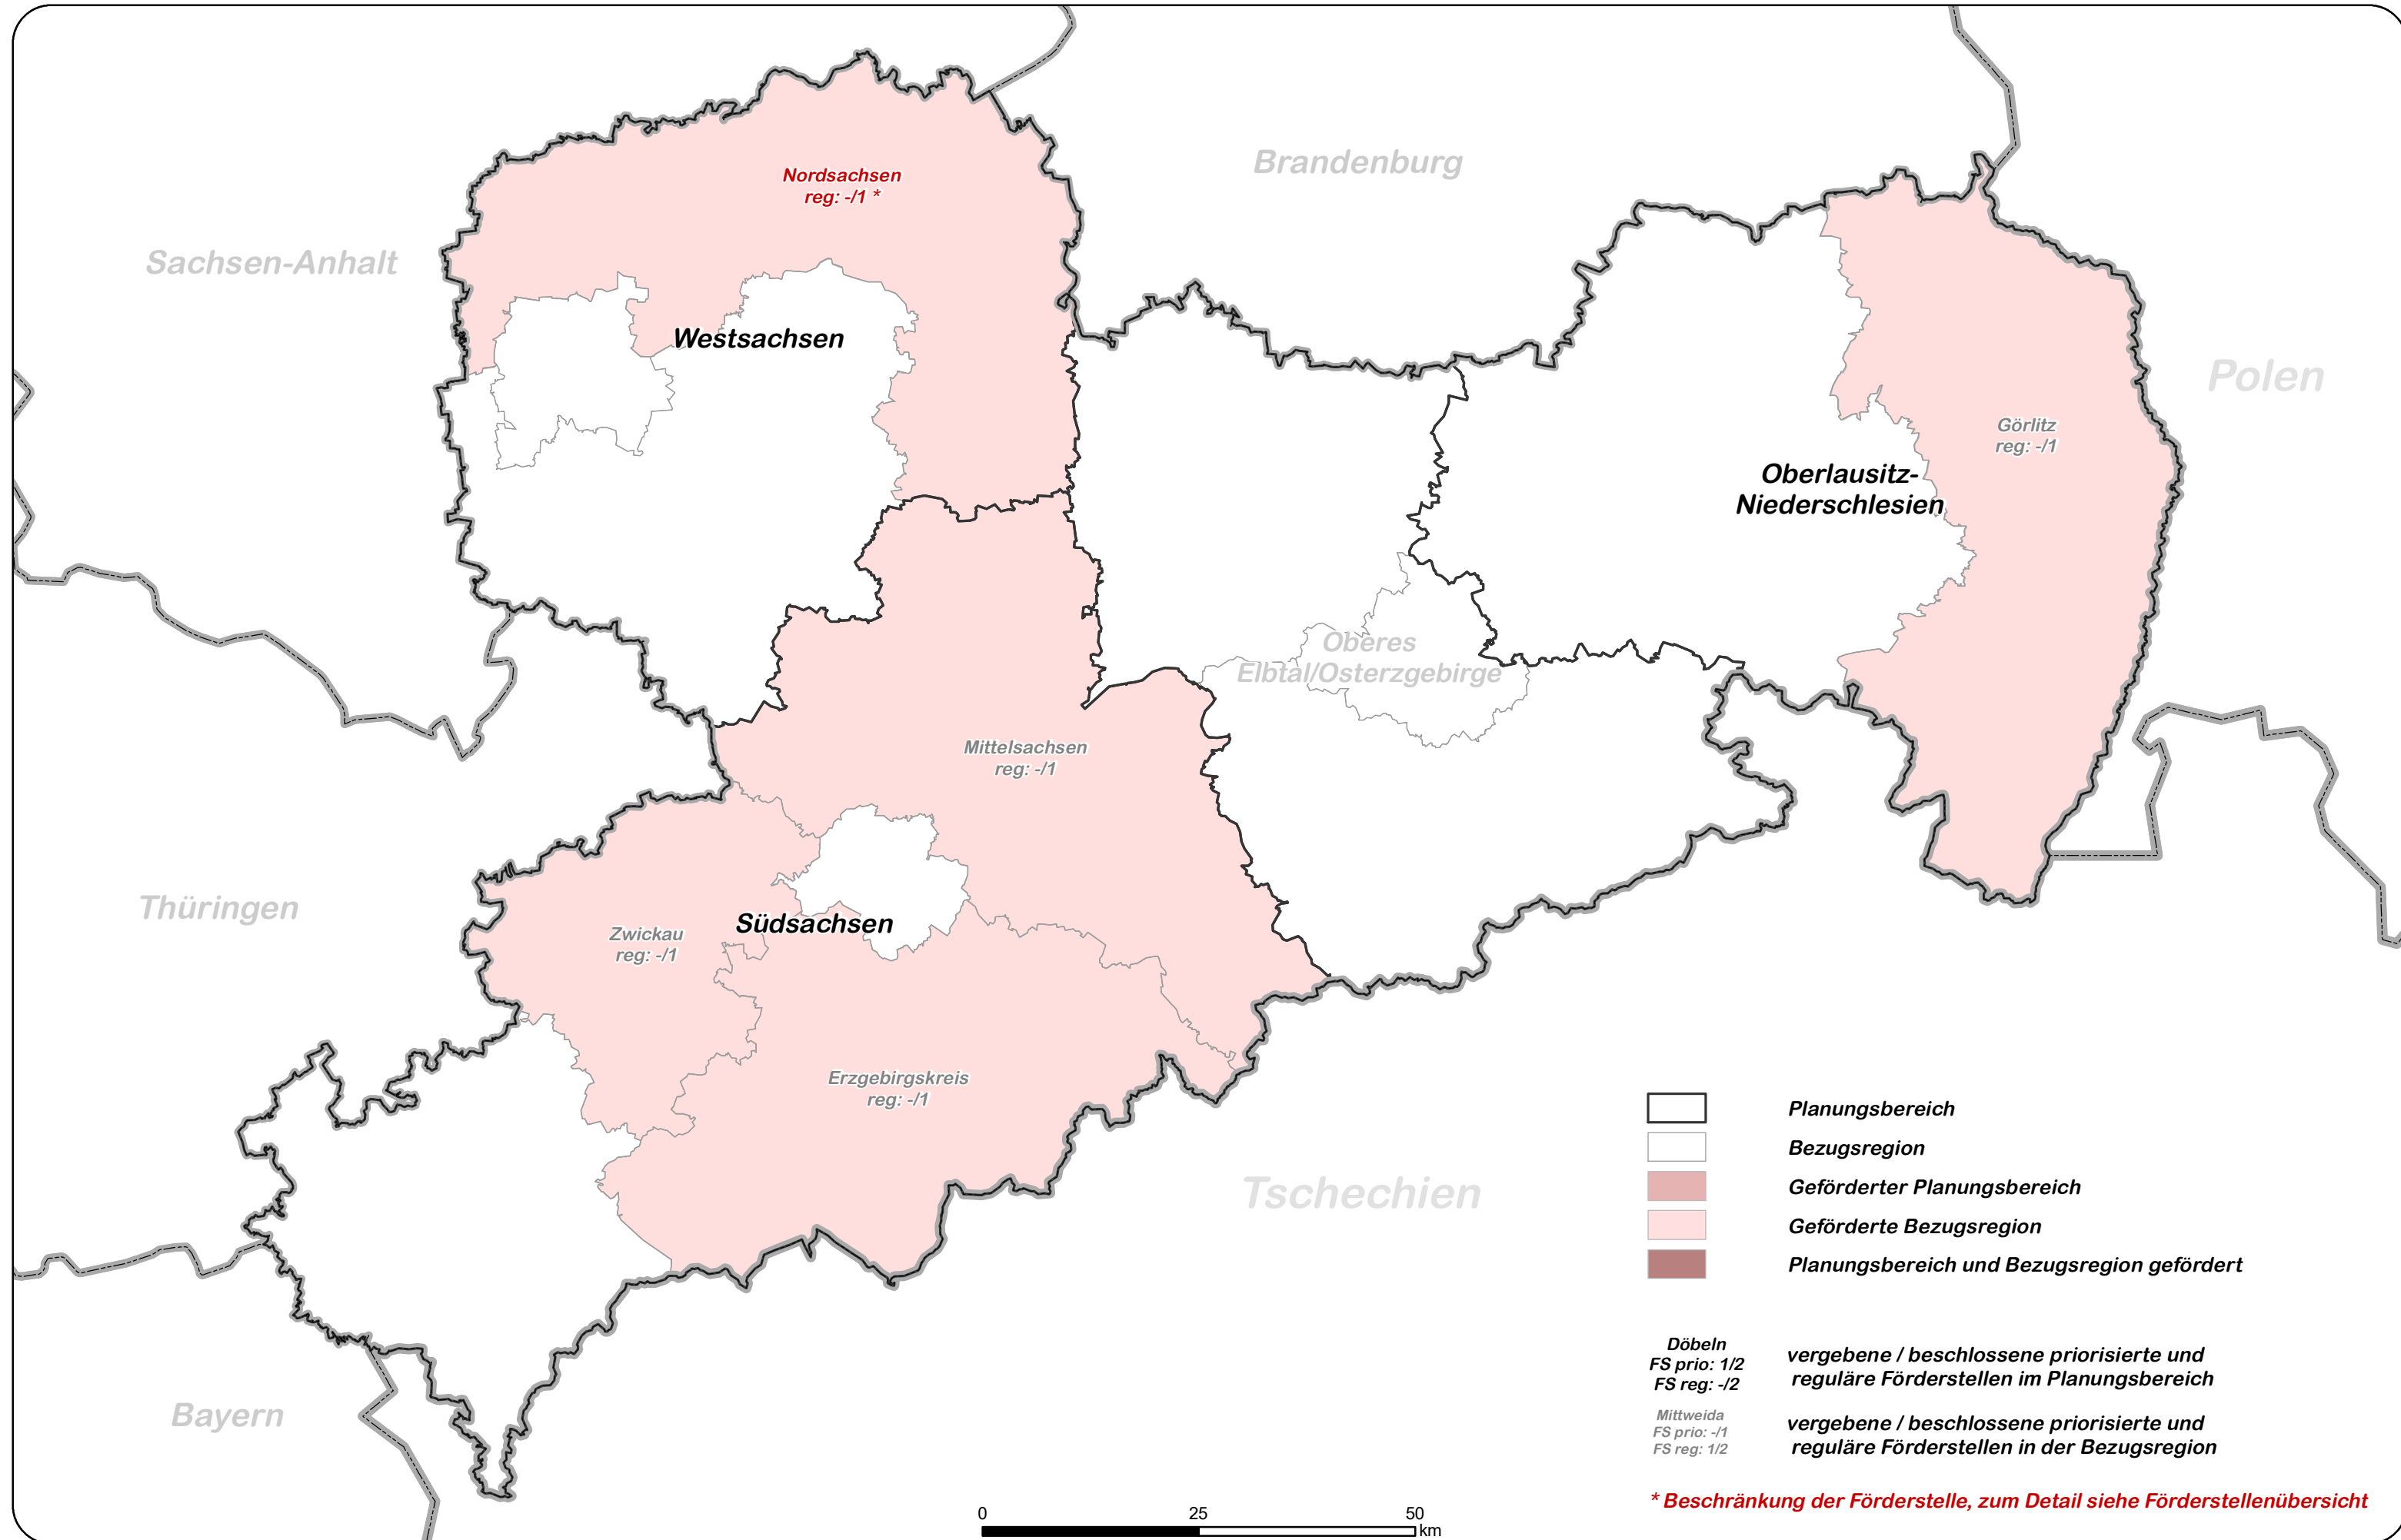 Nordsachsen
reg: -/1 *
Brandenburg
Sachsen-Anhalt
Westsachsen
Polen
Görlitz
reg: -/1
Oberlausitz-
Niederschlesien
Oberes
Elbtal/Osterzgebirge
Mittelsachsen
reg: -/1
Thüringen
Südsachsen
Zwickau
reg: -/1
Erzgebirgskreis
reg: -/1
Tschechien
Bayern
Planungsbereich
Bezugsregion
Geförderter Planungsbereich
Geförderte Bezugsregion
Planungsbereich und Bezugsregion gefördert
Döbeln
FS prio: 1/2
FS reg: -/2
vergebene / beschlossene priorisierte und
reguläre Förderstellen im Planungsbereich
Mittweida
FS prio: -/1
FS reg: 1/2
vergebene / beschlossene priorisierte und
reguläre Förderstellen in der Bezugsregion
* Beschränkung der Förderstelle, zum Detail siehe Förderstellenübersicht
0 25 50
km